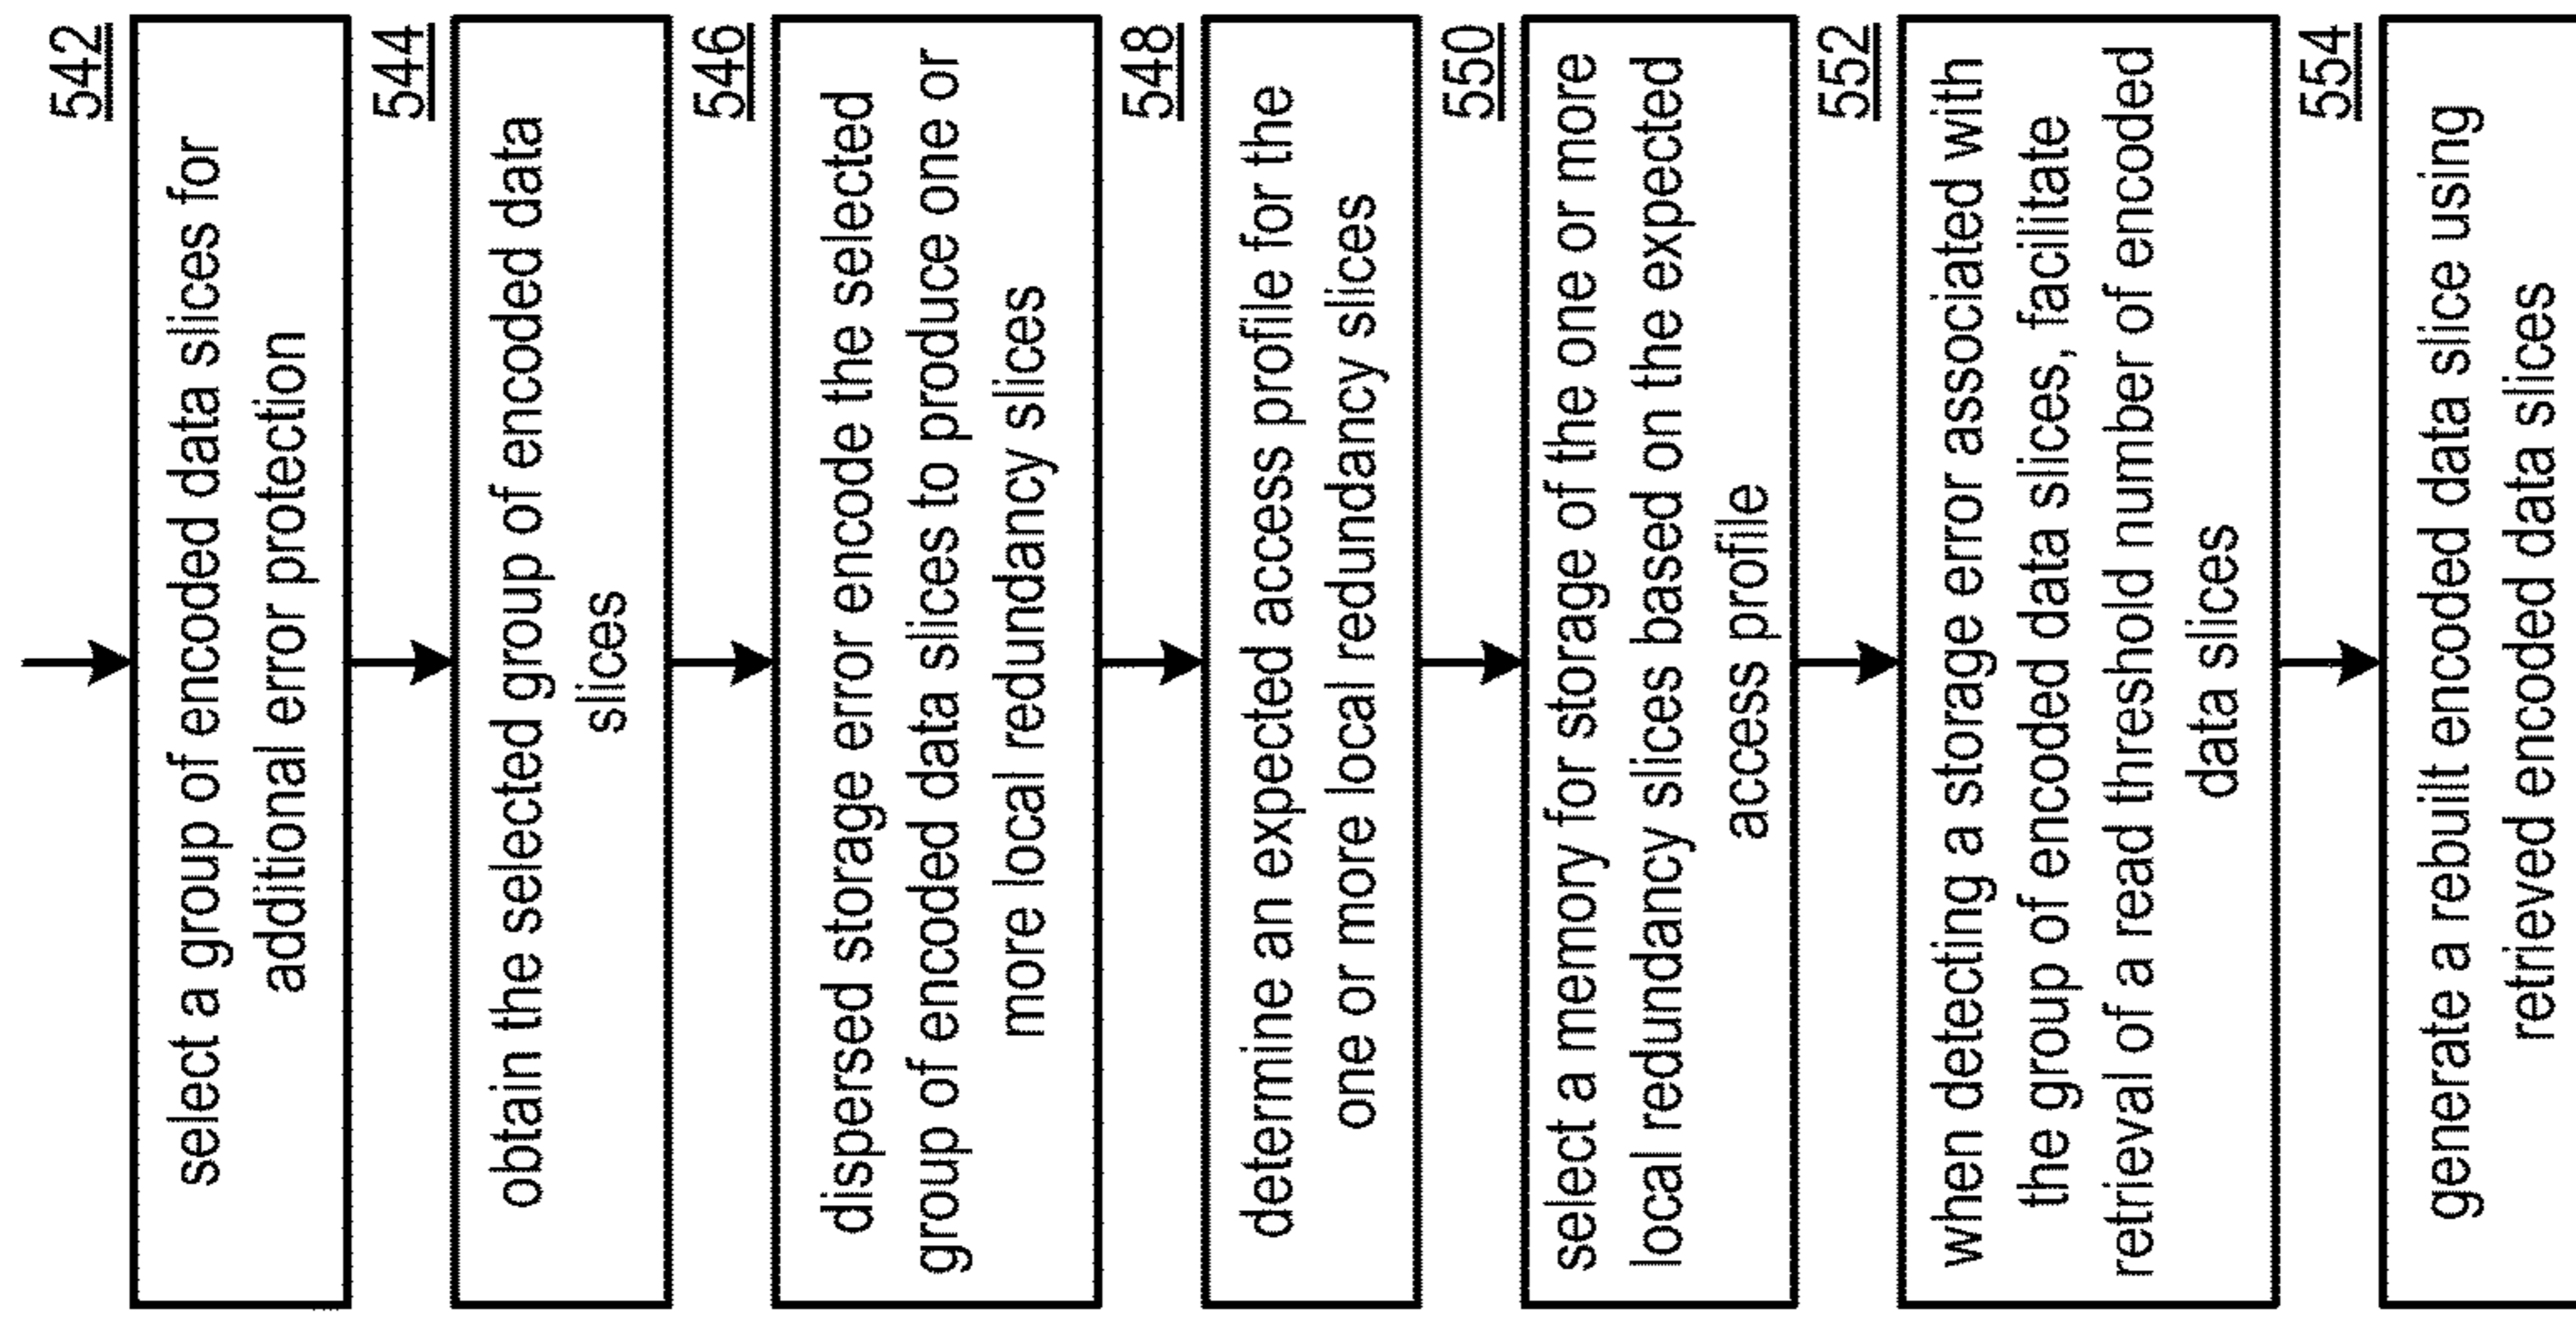 542
select a group of encoded data slices for
additional error protection
544
obtain the selected group of encoded data
slices
546
dispersed storage error encode the selected
group of encoded data slices to produce one or
more local redundancy slices
548
determine an expected access profile for the
one or more local redundancy slices
550
select a memory for storage of the one or more
local redundancy slices based on the expected
access profile
552
when detecting a storage error associated with
the group of encoded data slices, facilitate
retrieval of a read threshold number of encoded
data slices
554
generate a rebuilt encoded data slice using
retrieved encoded data slices